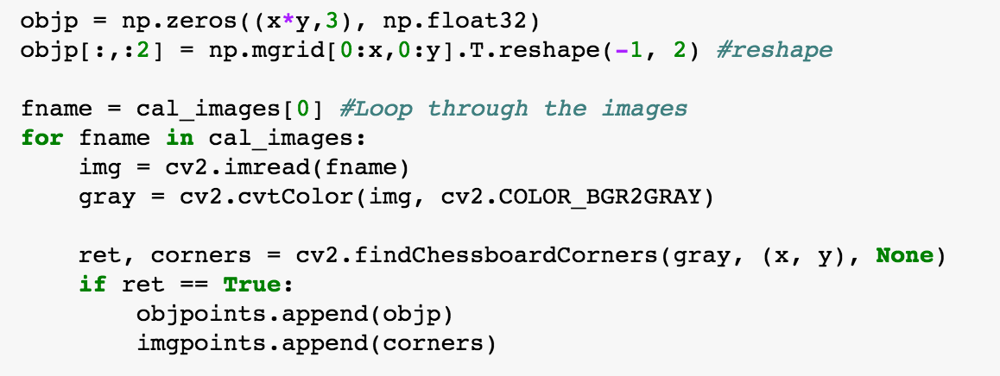 objp = np.zeros((x*y,3), np.float32)
objp[:,:2] = np.mgrid[0:x,0:y].T.reshape(-1, 2) #reshape

fname = cal_images[0] #Loop through the images
for fname in cal_images:
    img = cv2.imread(fname)
    gray = cv2.cvtColor(img, cv2.COLOR_BGR2GRAY)

    ret, corners = cv2.findChessboardCorners(gray, (x, y), None)
    if ret == True:
        objpoints.append(objp)
        imgpoints.append(corners)